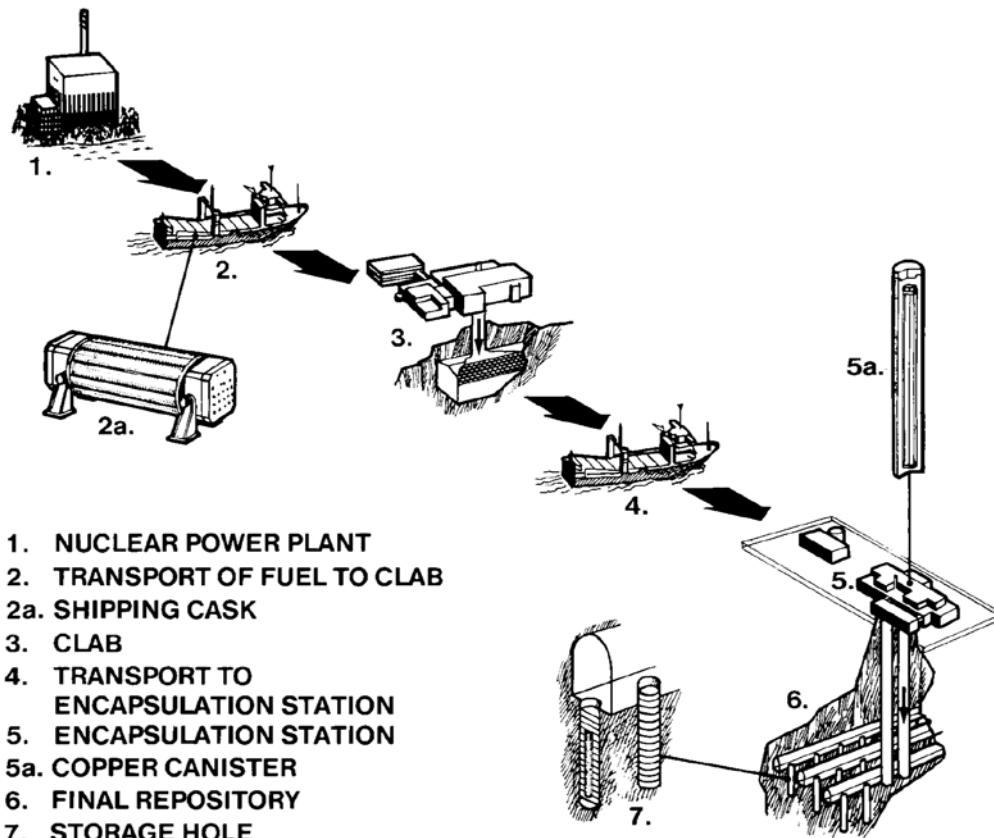 1.
2.
2a.
3.
4.
5a.
5.
6.
7.
1. NUCLEAR POWER PLANT
2. TRANSPORT OF FUEL TO CLAB
2a. SHIPPING CASK
3. CLAB
4. TRANSPORT TO
ENCAPSULATION STATION
5. ENCAPSULATION STATION
5a. COPPER CANISTER
6. FINAL REPOSITORY
7. STORAGE HOLE